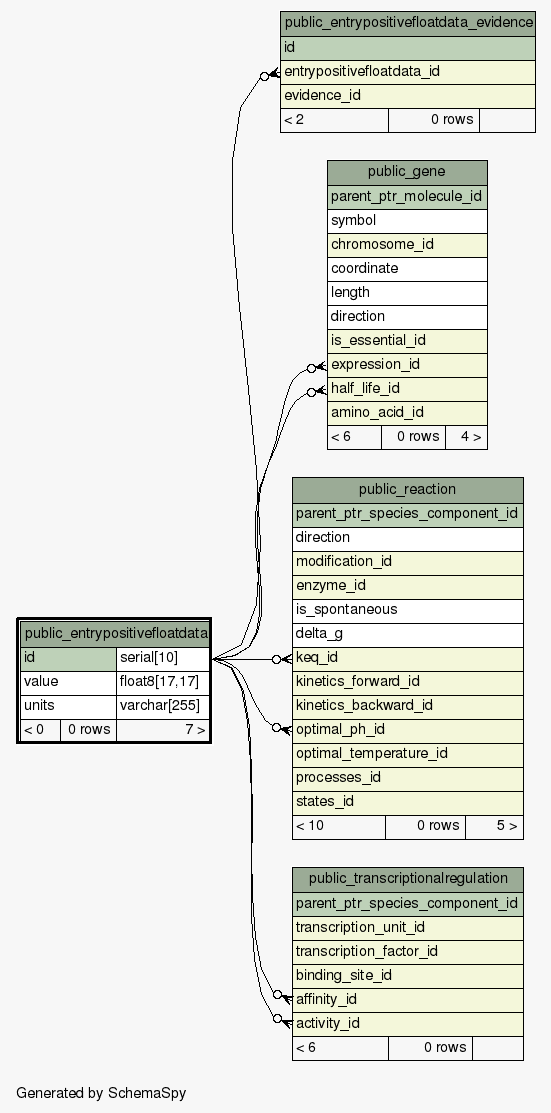 public_entrypositivefloatdata_evidence
id
entrypositivefloatdata_id
evidence_id
< 2 0 rows
public_gene
parent_ptr_molecule_id
symbol
chromosome_id
coordinate
length
direction
is_essential_id
expression_id
half_life_id
amino_acid_id
< 6 0 rows 4 >
public_reaction
parent_ptr_species_component_id
direction
modification_id
enzyme_id
is_spontaneous
delta_g
keq_id
kinetics_forward_id
kinetics_backward_id
optimal_ph_id
optimal_temperature_id
processes_id
states_id
< 10 0 rows 5 >
public_entrypositivefloatdata
id serial[10]
value float8[17,17]
units varchar[255]
< 0 0 rows 7 >
public_transcriptionalregulation
parent_ptr_species_component_id
transcription_unit_id
transcription_factor_id
binding_site_id
affinity_id
activity_id
< 6 0 rows
Generated by SchemaSpy